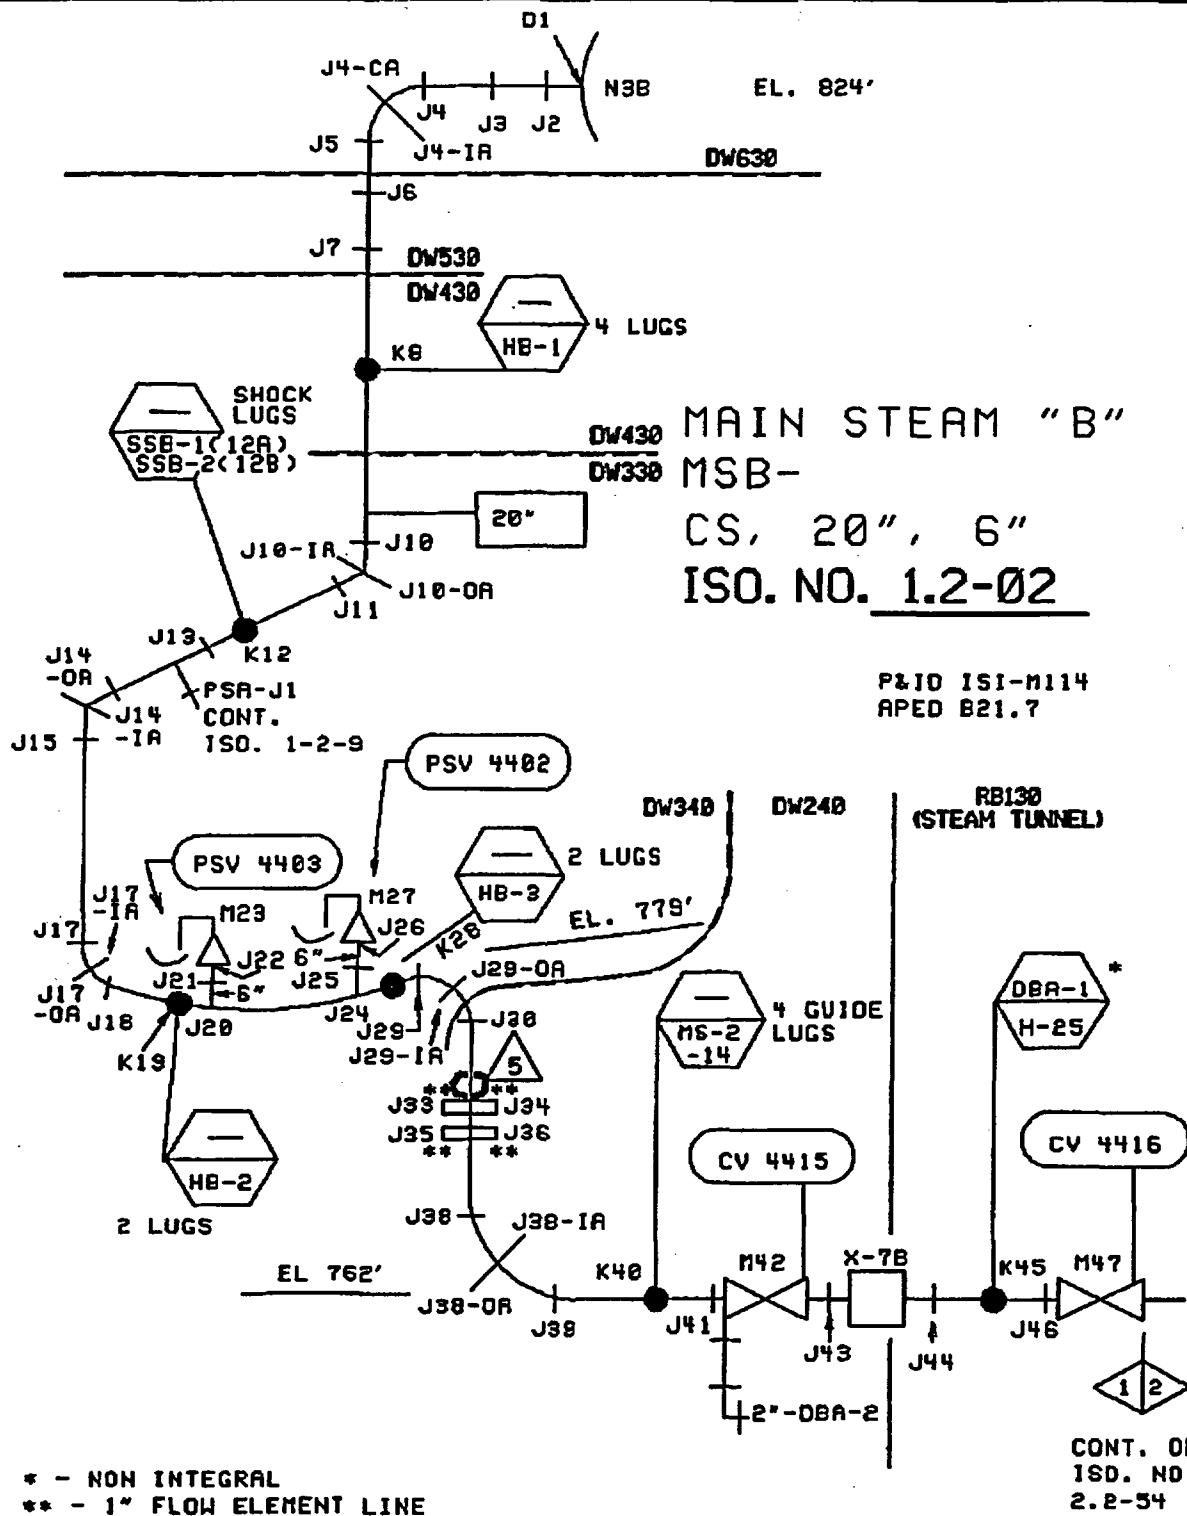 D1
J4-CA
N3B
EL. 824'
J4
J3
J2
J5
J4-IA
DW630
J6
J7
DW530
DW430
4 LUGS
HB-1
K8
SHOCK
LUGS
SSB-1(12A)
SSB-2(12B)
DW430
DW330
MAIN STEAM "B"
MSB-
CS, 20", 6"
ISO. NO. 1.2-02
20"
J10-IA
J10
J10-OA
J11
J13
K12
J14
-OA
PSA-J1
CONT.
ISO. 1-2-9
J14
-IA
J15
P&ID ISI-M114
APED B21.7
PSV 4402
DW340
DW240
RB130
(STEAM TUNNEL)
PSV 4403
2 LUGS
HB-3
J17
-IA
M23
M27
J26
K28
EL. 779'
J17
J22
6"
J21
J25
J29-OA
J17
-OA
J18
6"
J20
J24
J29
J30
J29-IA
K19
4 GUIDE
LUGS
MS-2
-14
DBA-1
*
H-25
5
** **
J33
J34
J35
J36
** **
HB-2
2 LUGS
CV 4415
CV 4416
J38
J38-IA
EL 762'
J38-OA
K40
M42
X-7B
K45
M47
J39
J41
J43
J44
J46
2"-DBA-2
1
2
CONT.
ISO. NO
2.2-54
* - NON INTEGRAL
** - 1" FLOW ELEMENT LINE